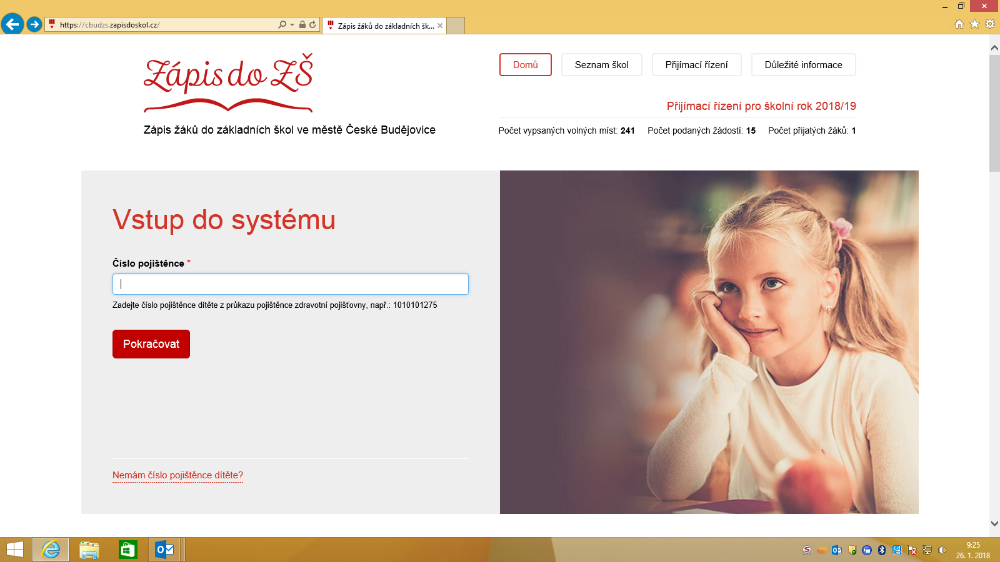 https://cbudzs.zapisdoskol.cz/
Zápis žáků do základních šk...
Zápis do ZŠ
Domů
Seznam škol
Přijímací řízení
Důležité informace
Přijímací řízení pro školní rok 2018/19
Zápis žáků do základních škol ve městě České Budějovice
Počet vypsaných volných míst: 241
Počet podaných žádostí: 15
Počet přijatých žáků: 1
Vstup do systému
Číslo pojištěnce *
Zadejte číslo pojištěnce dítěte z průkazu pojištěnce zdravotní pojišťovny, např.: 1010101275
Pokračovat
Nemám číslo pojištěnce dítěte?
9:25
26. 1. 2018